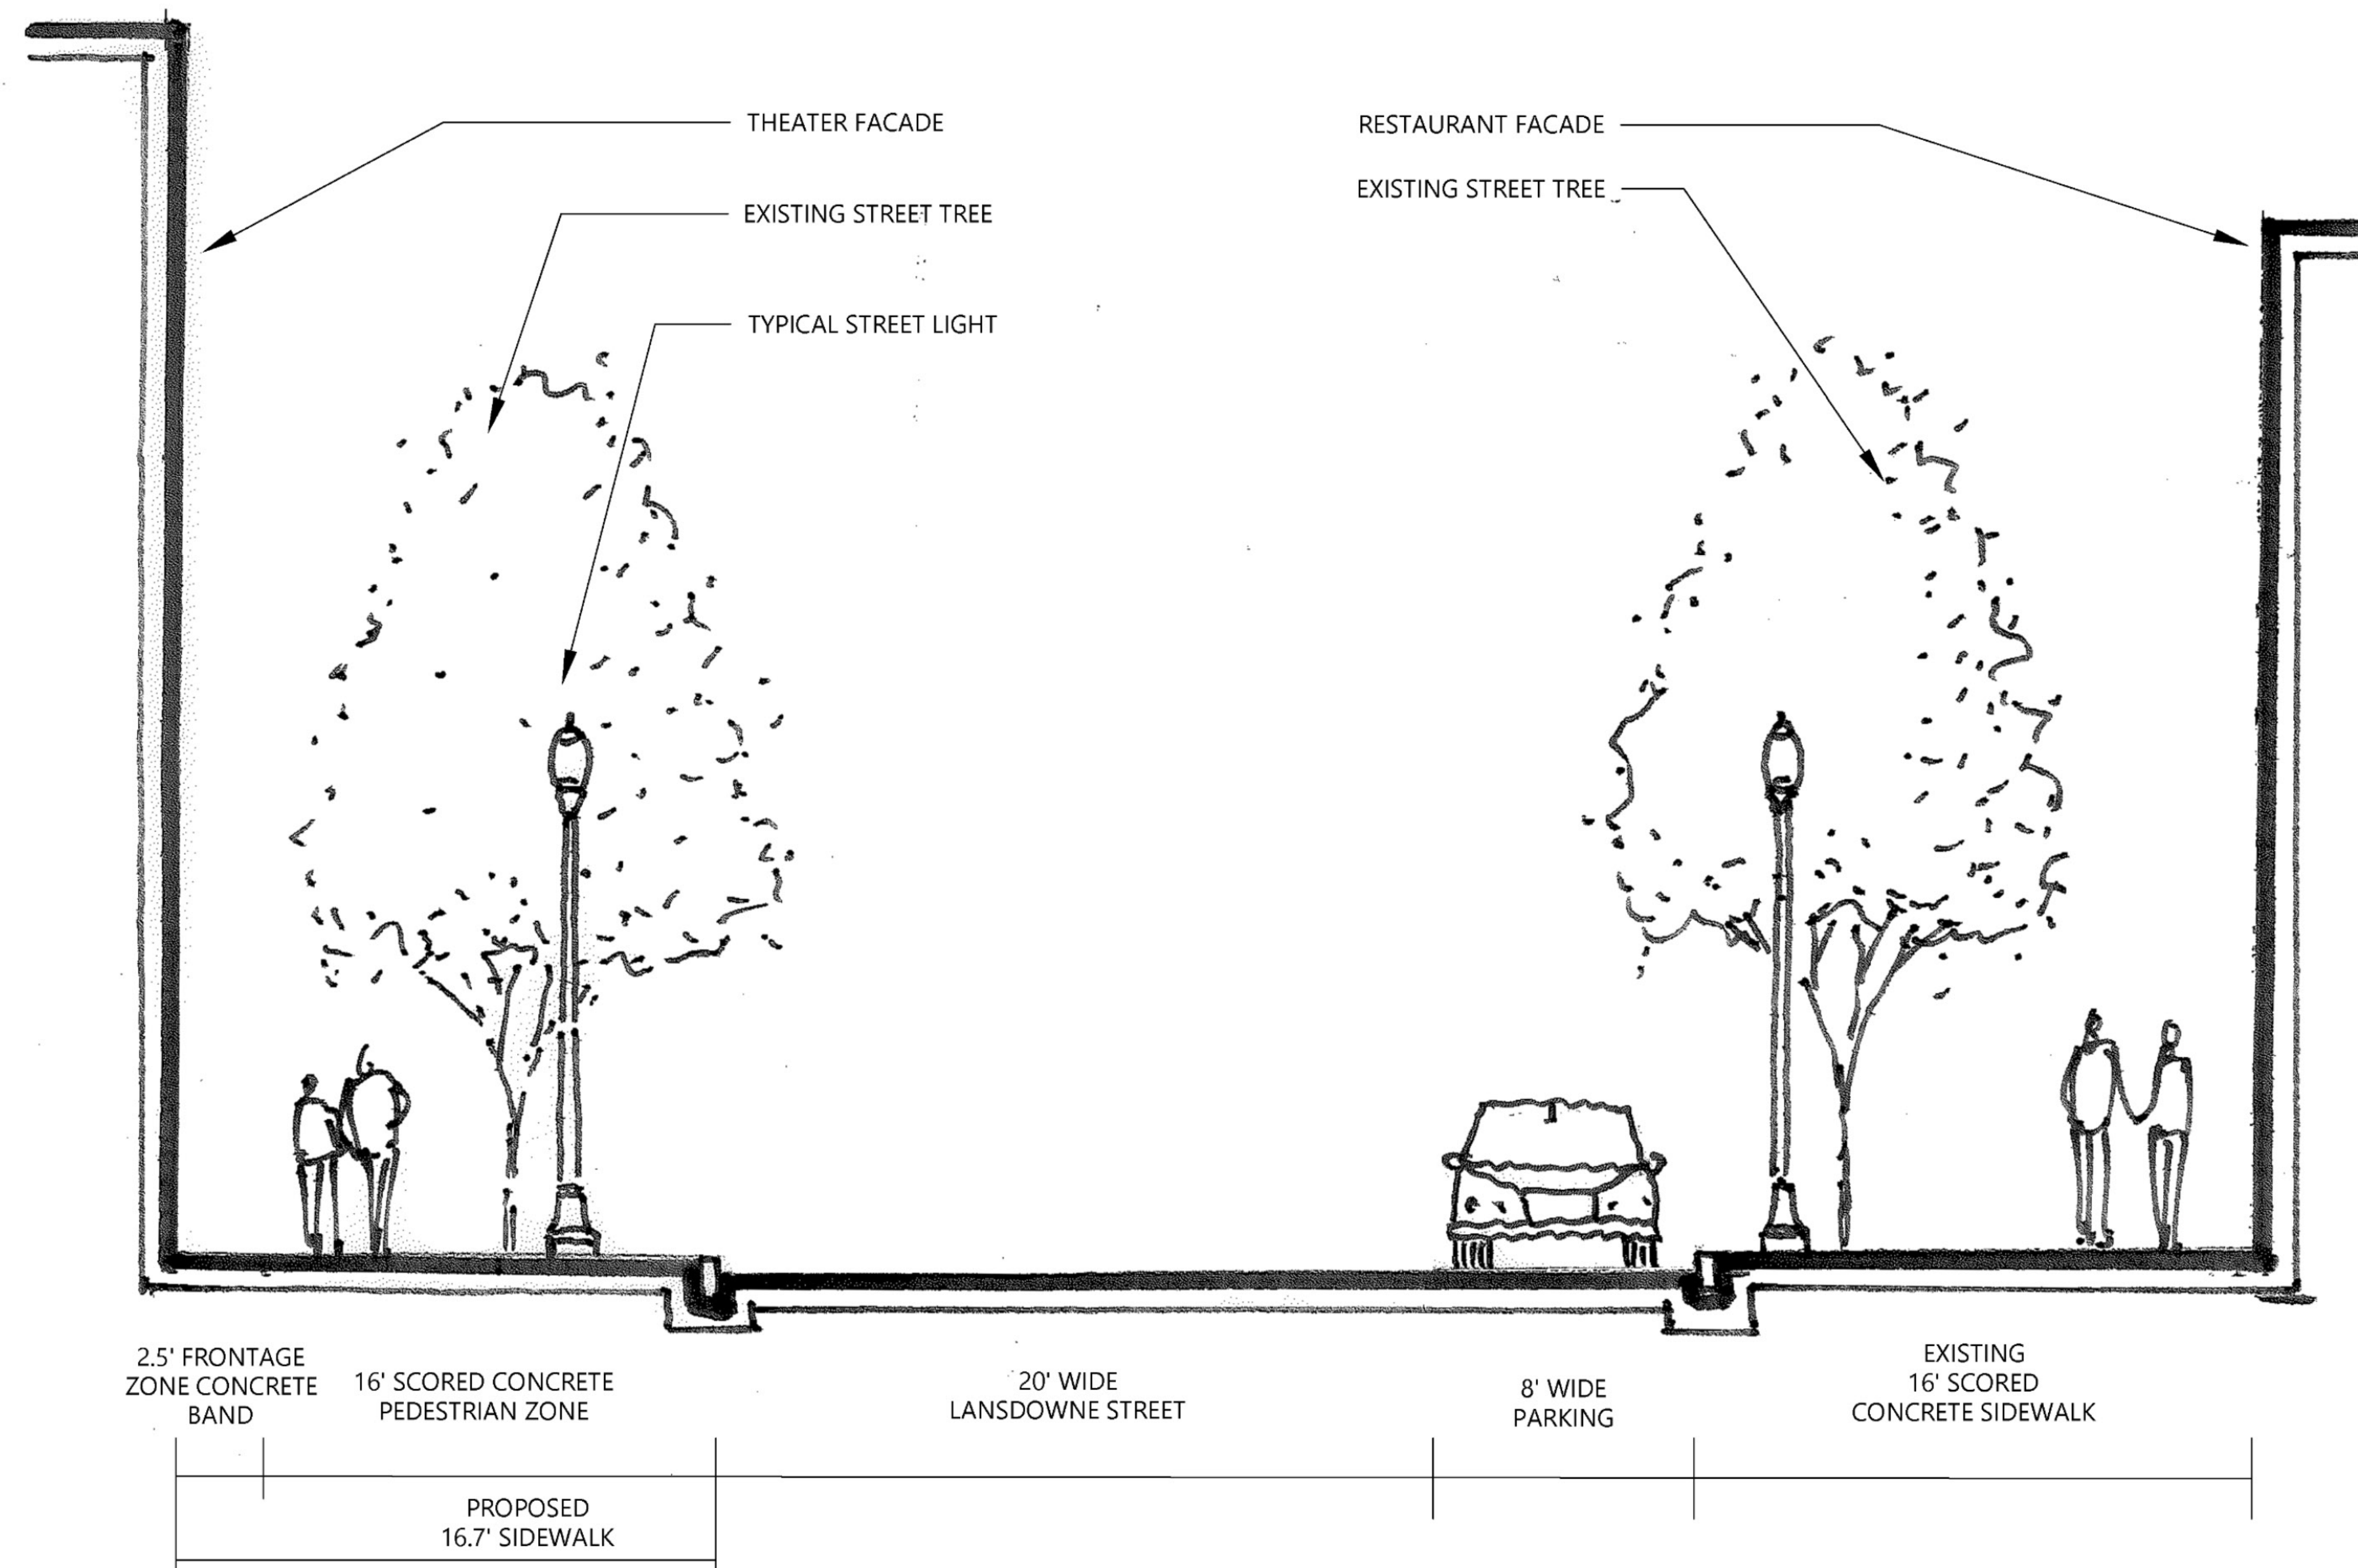 THEATER FACADE
EXISTING STREET TREE
TYPICAL STREET LIGHT
RESTAURANT FACADE
EXISTING STREET TREE
2.5' FRONTAGE
ZONE CONCRETE
BAND
16' SCORED CONCRETE
PEDESTRIAN ZONE
20' WIDE
LANSDOWNE STREET
8' WIDE
PARKING
EXISTING
16' SCORED
CONCRETE SIDEWALK
PROPOSED
16.7' SIDEWALK